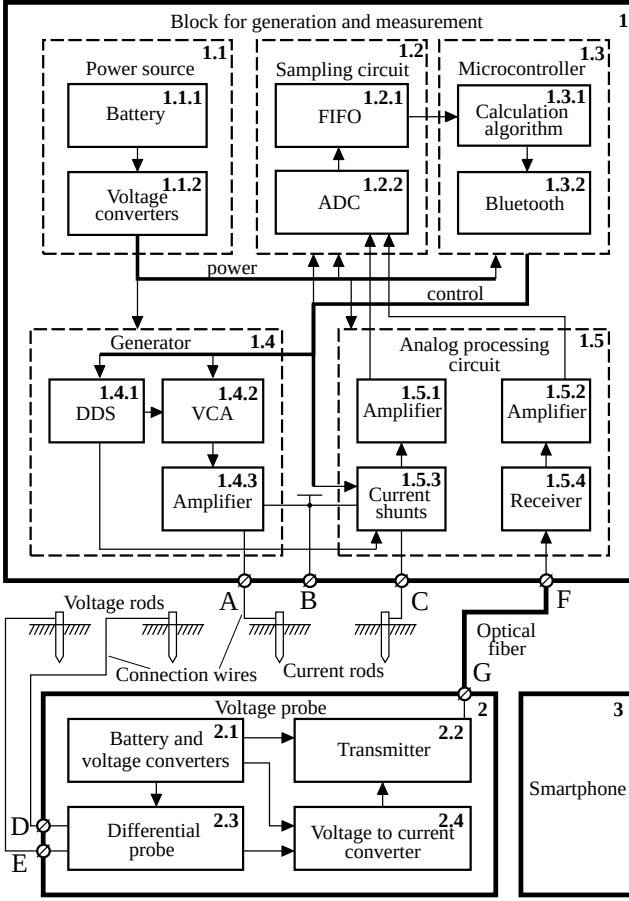 Block for generation and measurement
1
1.1
Power source
1.1.1
Battery
1.1.2
Voltage
converters
1.2
Sampling circuit
1.2.1
FIFO
1.2.2
ADC
1.3
Microcontroller
1.3.1
Calculation
algorithm
1.3.2
Bluetooth
power
control
Generator
1.4
1.4.1
DDS
1.4.2
VCA
1.4.3
Amplifier
1.5
Analog processing
circuit
1.5.1
Amplifier
1.5.2
Amplifier
1.5.3
Current
shunts
1.5.4
Receiver
A
B
C
F
Voltage rods
Connection wires
Current rods
Optical
fiber
G
Voltage probe
2
2.1
Battery and
voltage converters
2.2
Transmitter
2.3
Differential
probe
2.4
Voltage to current
converter
D
E
3
Smartphone